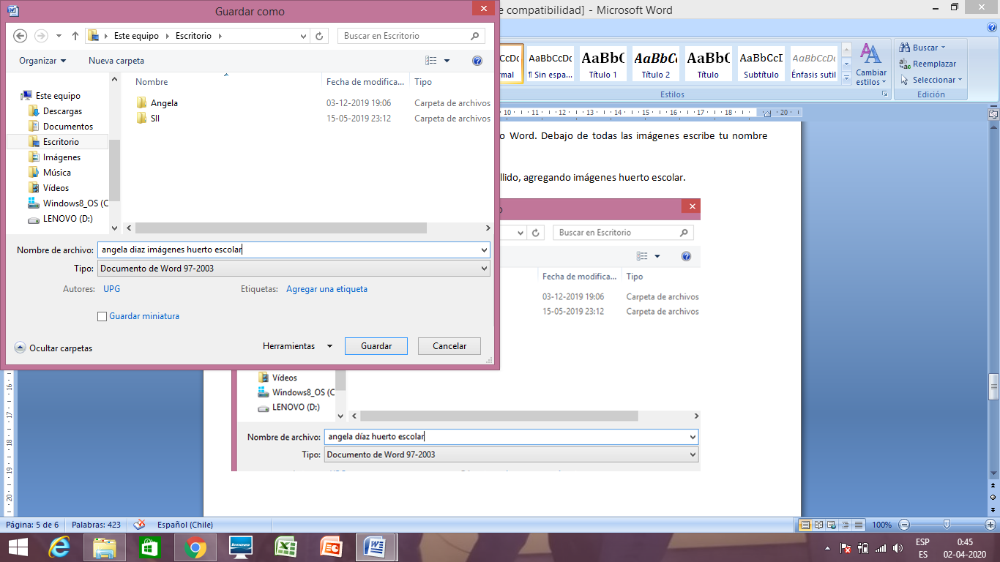 Guardar como
e compatibilidad] - Microsoft Word
Este equipo
Escritorio
Buscar en Escritorio
Organizar
Nueva carpeta
Nombre
Fecha de modifica...
Tipo
Este equipo
Descargas
Documentos
Escritorio
Imágenes
Música
Vídeos
Windows8_OS (C
LENOVO (D:)
Angela
03-12-2019 19:06
Carpeta de archivos
SII
15-05-2019 23:12
Carpeta de archivos
Nombre de archivo:
angela diaz imágenes huerto escolar
Tipo:
Documento de Word 97-2003
Autores:
UPG
Etiquetas:
Agregar una etiqueta
Guardar miniatura
Ocultar carpetas
Herramientas
Guardar
Cancelar
CcDc
rmal
AaBbCcDc
¶ Sin espa...
AaBbC
Título 1
AaBbCc
Título 2
AaBbC
Título
AaBbCcI
Subtítulo
AaBbCcDc
Énfasis sutil
Cambiar
estilos
Estilos
Buscar
Reemplazar
Seleccionar
Edición
10 11 12 13 14 15 16 17 18 20
o Word. Debajo de todas las imágenes escribe tu nombre
llido, agregando imágenes huerto escolar.
Buscar en Escritorio
Fecha de modifica...
Tipo
03-12-2019 19:06
Carpeta de archivos
15-05-2019 23:12
Carpeta de archivos
Vídeos
Windows8_OS (C
LENOVO (D:)
Nombre de archivo:
angela díaz huerto escolar
Tipo:
Documento de Word 97-2003
16
17
18
19
20
Página: 5 de 6
Palabras: 423
Español (Chile)
100%
lenovo
ESP
ES
0:45
02-04-2020